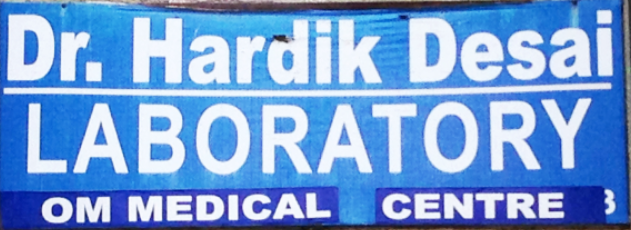 Dr. Hardik Desai
LABORATORY
OM MEDICAL CENTRE